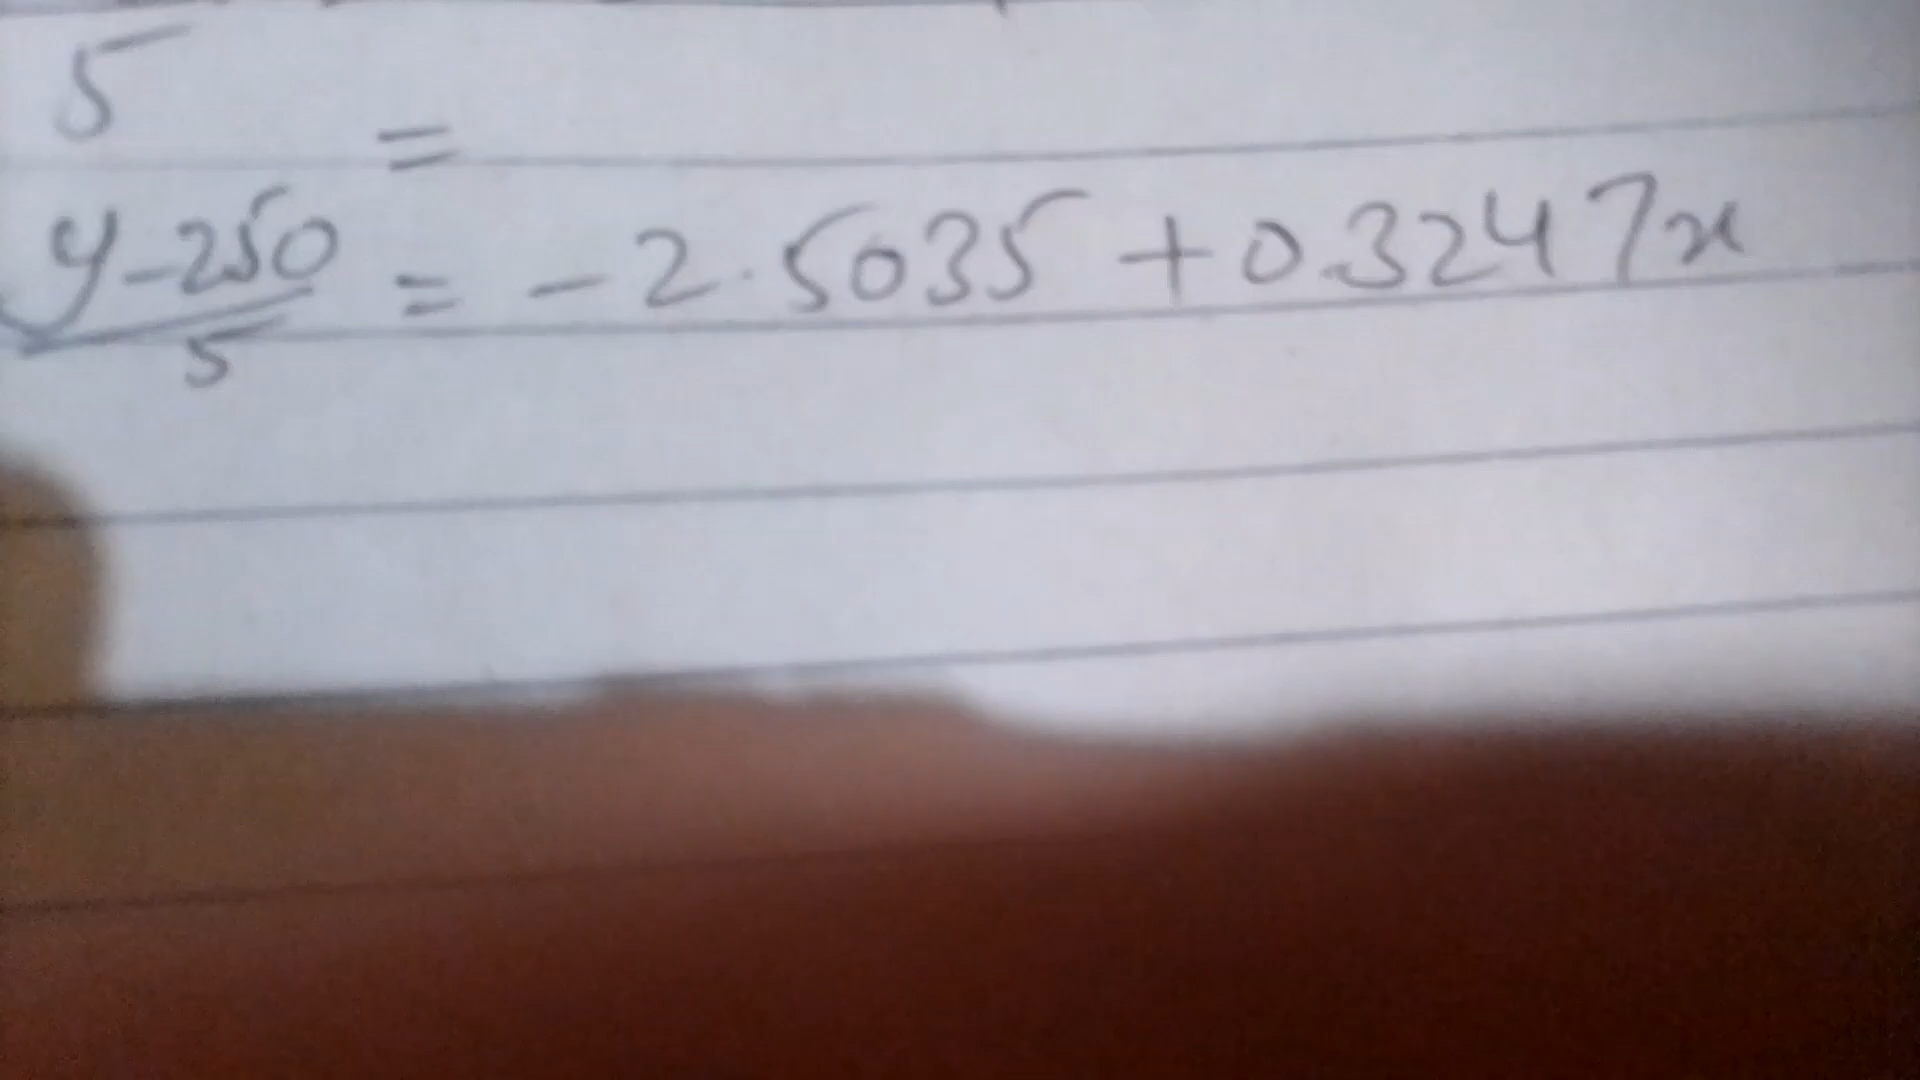 5 =
y-250/5 = -2.5035 + 0.3247x